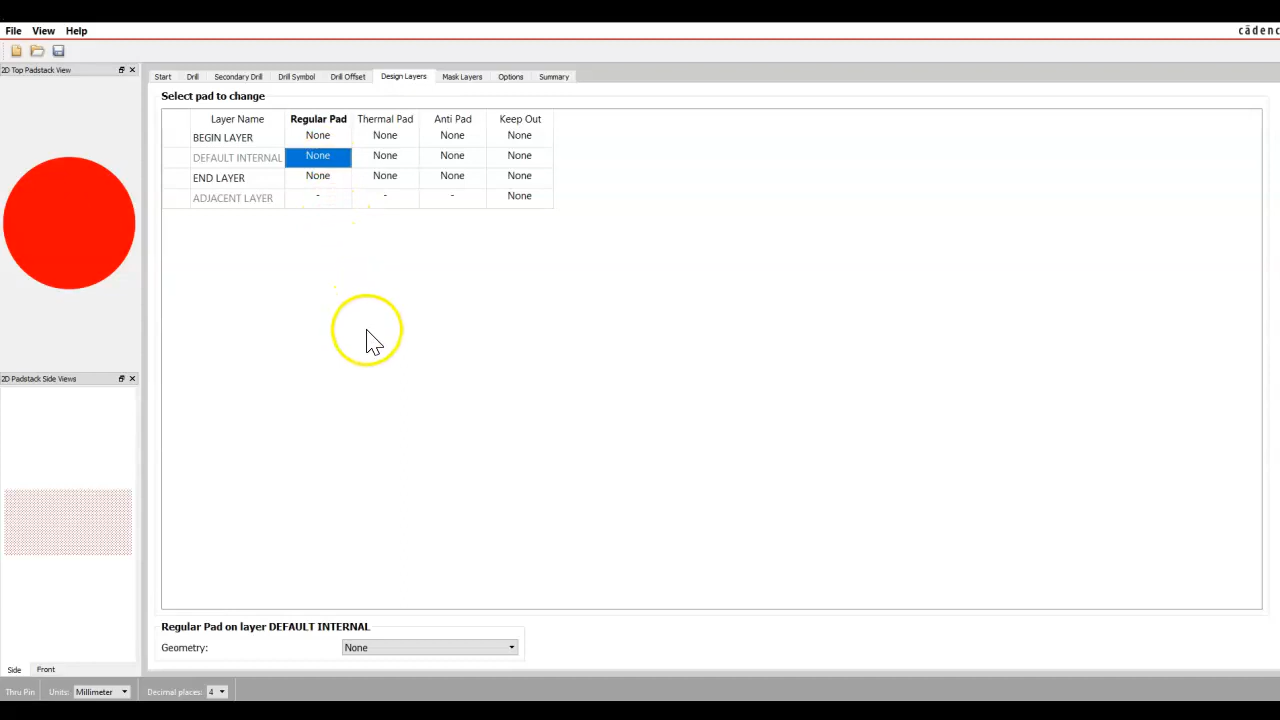 File View Help
cādenc
2D Top Padstack View
Start Drill Secondary Drill Drill Symbol Drill Offset Design Layers Mask Layers Options Summary
Select pad to change
Layer Name Regular Pad Thermal Pad Anti Pad Keep Out
BEGIN LAYER None None None None
DEFAULT INTERNAL None None None None
END LAYER None None None None
ADJACENT LAYER - - - None
2D Padstack Side Views
Regular Pad on layer DEFAULT INTERNAL
Geometry: None
Side Front
Thru Pin Units: Millimeter Decimal places: 4